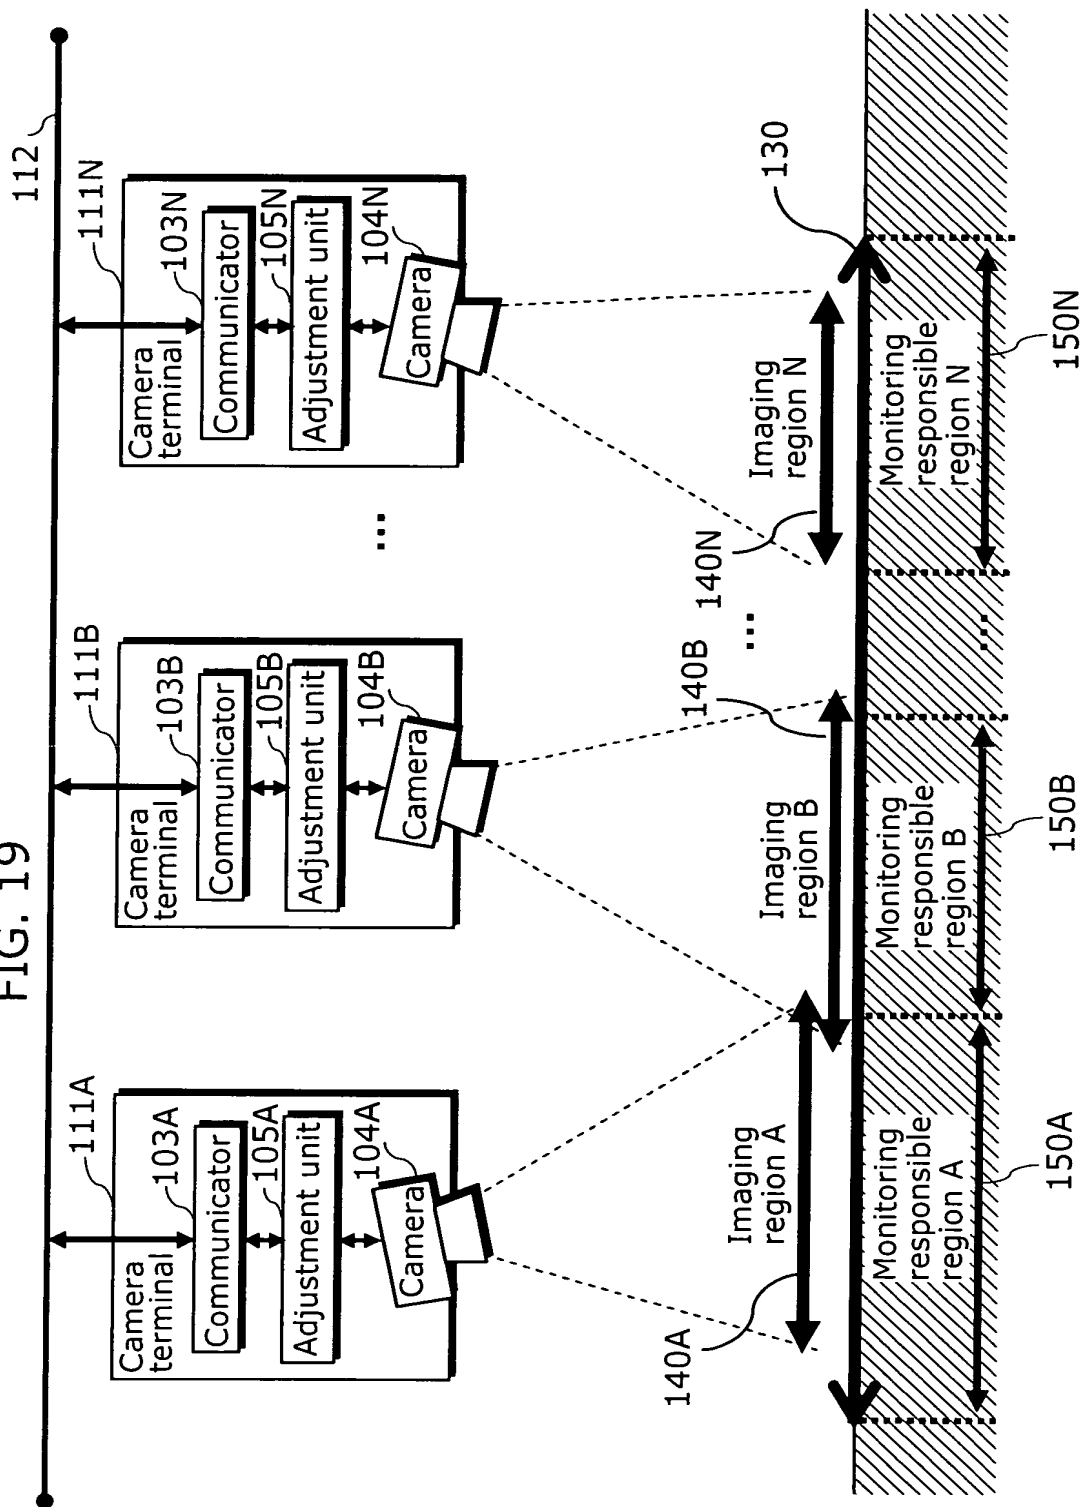 FIG. 19
112
111A
Camera
terminal
103A
Communicator
105A
Adjustment unit
104A
Camera
111B
Camera
terminal
103B
Communicator
105B
Adjustment unit
104B
Camera
...
111N
Camera
terminal
103N
Communicator
105N
Adjustment unit
104N
Camera
140A
Imaging
region A
Imaging
region B
140B
...
140N
Imaging
region N
130
Monitoring
responsible
region A
150A
Monitoring
responsible
region B
150B
...
Monitoring
responsible
region N
150N